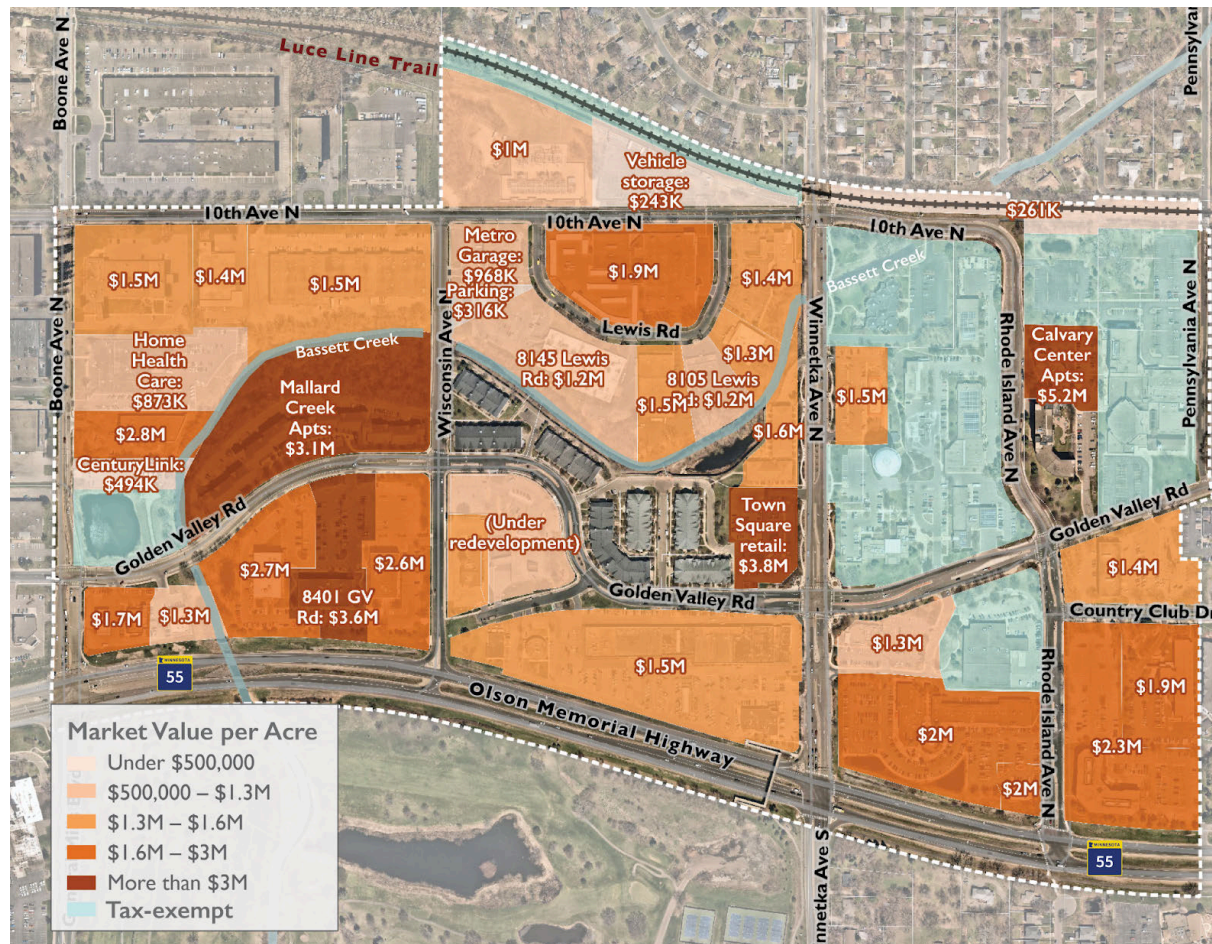 Boone Ave N
Luce Line Trail
Pennsylva
$1M
Vehicle
storage:
$243K
$261K
10th Ave N
10th Ave N
10th Ave N
Metro
Garage:
$968K
Parking:
$316K
$1.5M
$1.4M
$1.5M
$1.9M
$1.4M
Bassett Creek
Pennsylvania Ave N
Boone Ave N
Wisconsin Ave N
Winnetka Ave N
Rhode Island Ave N
Lewis Rd
Home
Health
Care:
$873K
Bassett Creek
$1.3M
Calvary
Center
Apts:
$5.2M
8145 Lewis
Rd: $1.2M
8105 Lewis
Rd: $1.2M
$1.5M
$1.5M
Mallard
Creek
Apts:
$3.1M
$2.8M
$1.6M
CenturyLink:
$494K
Golden Valley Rd
Golden Valley Rd
Town
Square
retail:
$3.8M
(Under
redevelopment)
$2.7M
$2.6M
8401 GV
Rd: $3.6M
$1.4M
Golden Valley Rd
$1.7M
$1.3M
Country Club D
$1.3M
$1.5M
MINNESOTA
55
Rhode Island Ave N
$1.9M
Olson Memorial Highway
$2M
$2.3M
$2M
MINNESOTA
55
nnetka Ave S
Market Value per Acre
Under $500,000
$500,000 – $1.3M
$1.3M – $1.6M
$1.6M – $3M
More than $3M
Tax-exempt